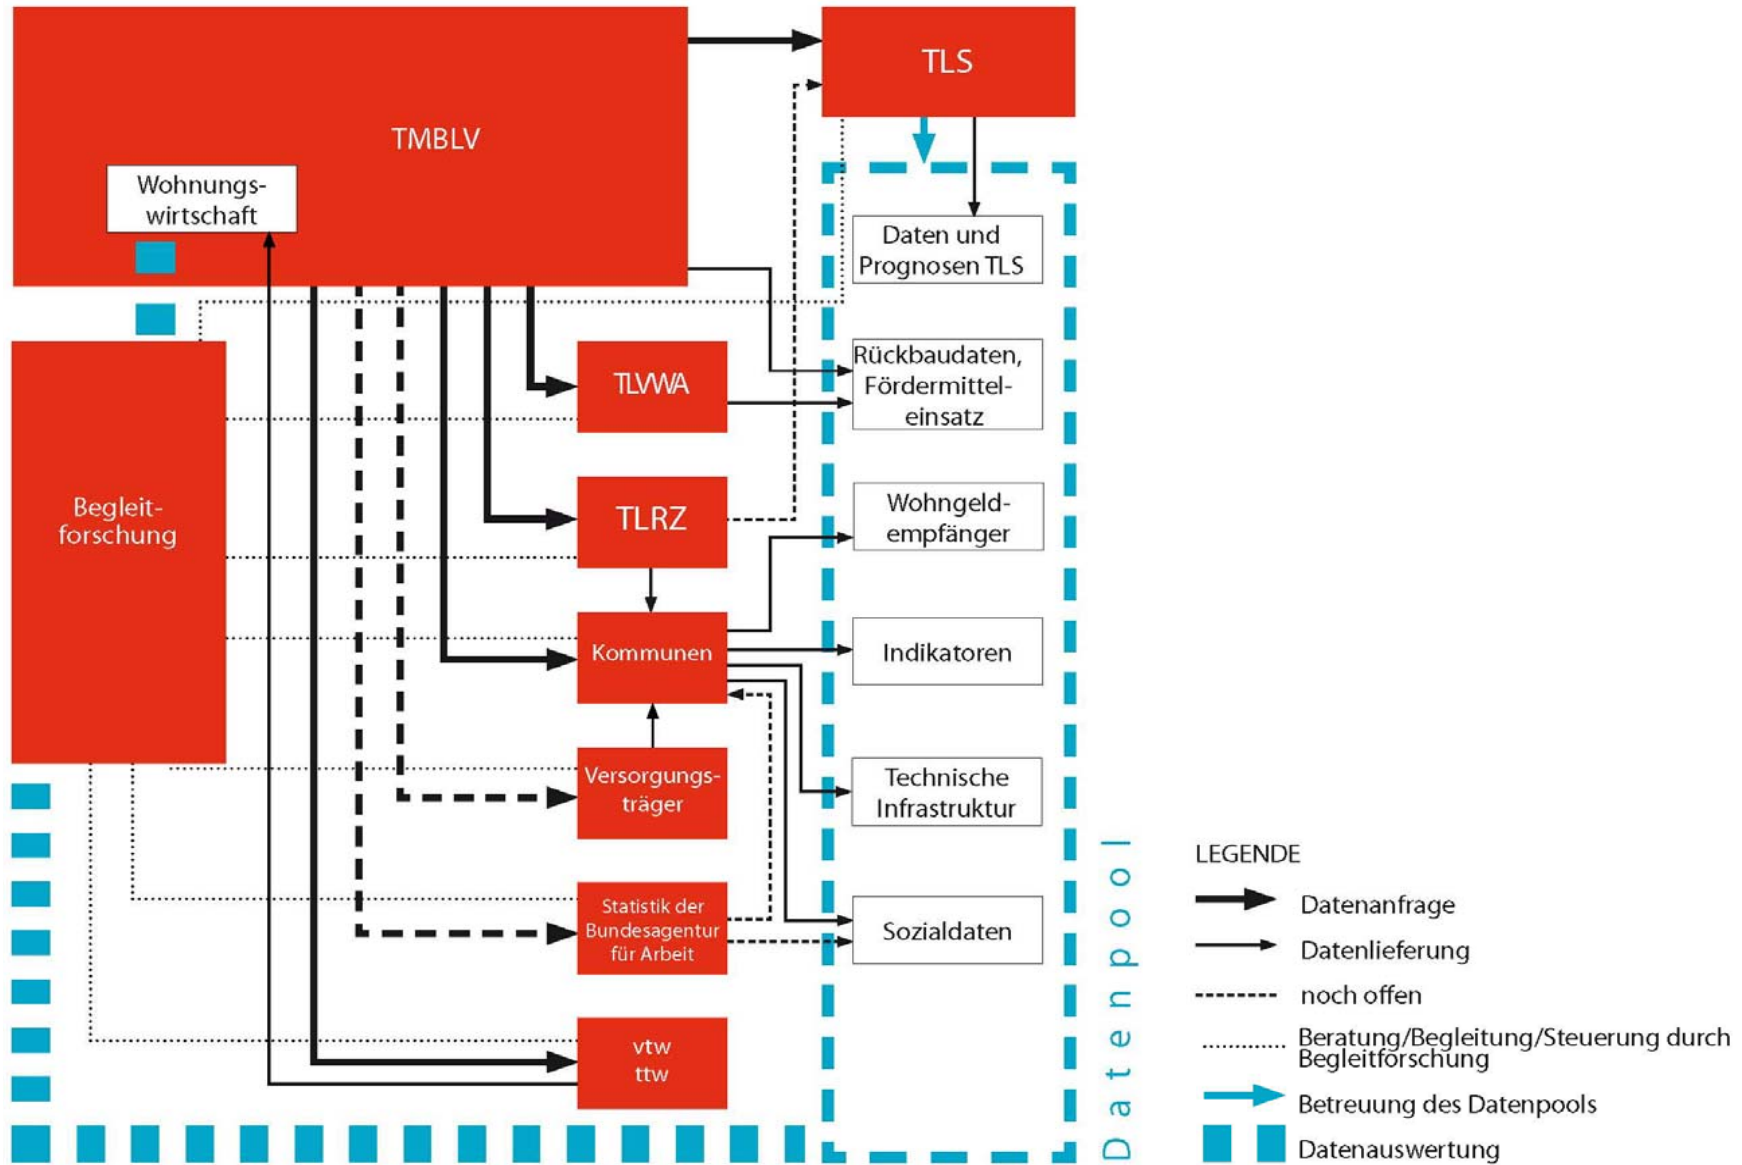 TMBLV
TLS
Wohnungs-
wirtschaft
Daten und
Prognosen TLS
Rückbaudaten,
Fördermittel-
einsatz
TLVWA
Begleit-
forschung
TLRZ
Wohngeld-
empfänger
Kommunen
Indikatoren
Versorgungs-
träger
Technische
Infrastruktur
Statistik der
Bundesagentur
für Arbeit
Sozialdaten
vtw
ttw
Datenpool
LEGENDE
Datenanfrage
Datenlieferung
noch offen
Beratung/Begleitung/Steuerung durch
Begleitforschung
Betreuung des Datenpools
Datenauswertung